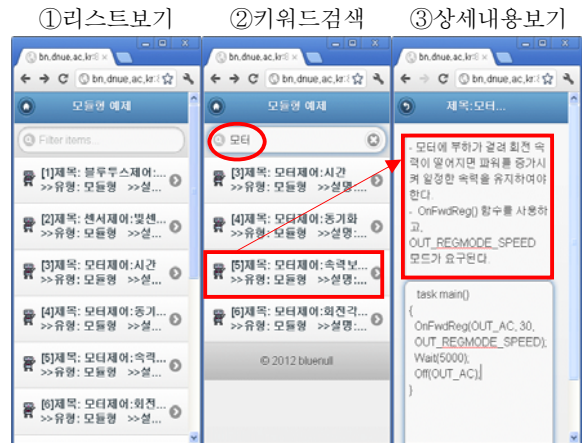 ①리스트보기 ②키워드검색 ③상세내용보기
bn,dnue,ac,kr
bn,dnue,ac,kr
모듈형 예제
Filter items...
[1]제목: 블루투스제어:...
>>유형: 모듈형 >>설...
[2]제목: 센서제어:빛센...
>>유형: 모듈형 >>설...
[3]제목: 모터제어:시간
>>유형: 모듈형 >>설명:...
[4]제목: 모터제어:동기...
>>유형: 모듈형 >>설...
[5]제목: 모터제어:속력...
>>유형: 모듈형 >>설...
[6]제목: 모터제어:회전...
>>유형: 모듈형 >>설...
bn,dnue,ac,kr
bn,dnue,ac,kr
모듈형 예제
모터
[3]제목: 모터제어:시간
>>유형: 모듈형 >>설명:...
[4]제목: 모터제어:동기화
>>유형: 모듈형 >>설명:...
[5]제목: 모터제어:속력보...
>>유형: 모듈형 >>설명:...
[6]제목: 모터제어:회전각...
>>유형: 모듈형 >>설명:...
© 2012 bluenull
bn,dnue,ac,kr
bn,dnue,ac,kr
제목:모터...
- 모터에 부하가 걸려 회전 속
력이 떨어지면 파워를 증가시
켜 일정한 속력을 유지하여야
한다.
- OnFwdReg() 함수를 사용하
고,
OUT_REGMODE_SPEED
모드가 요구된다.
task main()
{
OnFwdReg(OUT_AC, 30,
OUT_REGMODE_SPEED);
Wait(5000);
Off(OUT_AC);
}